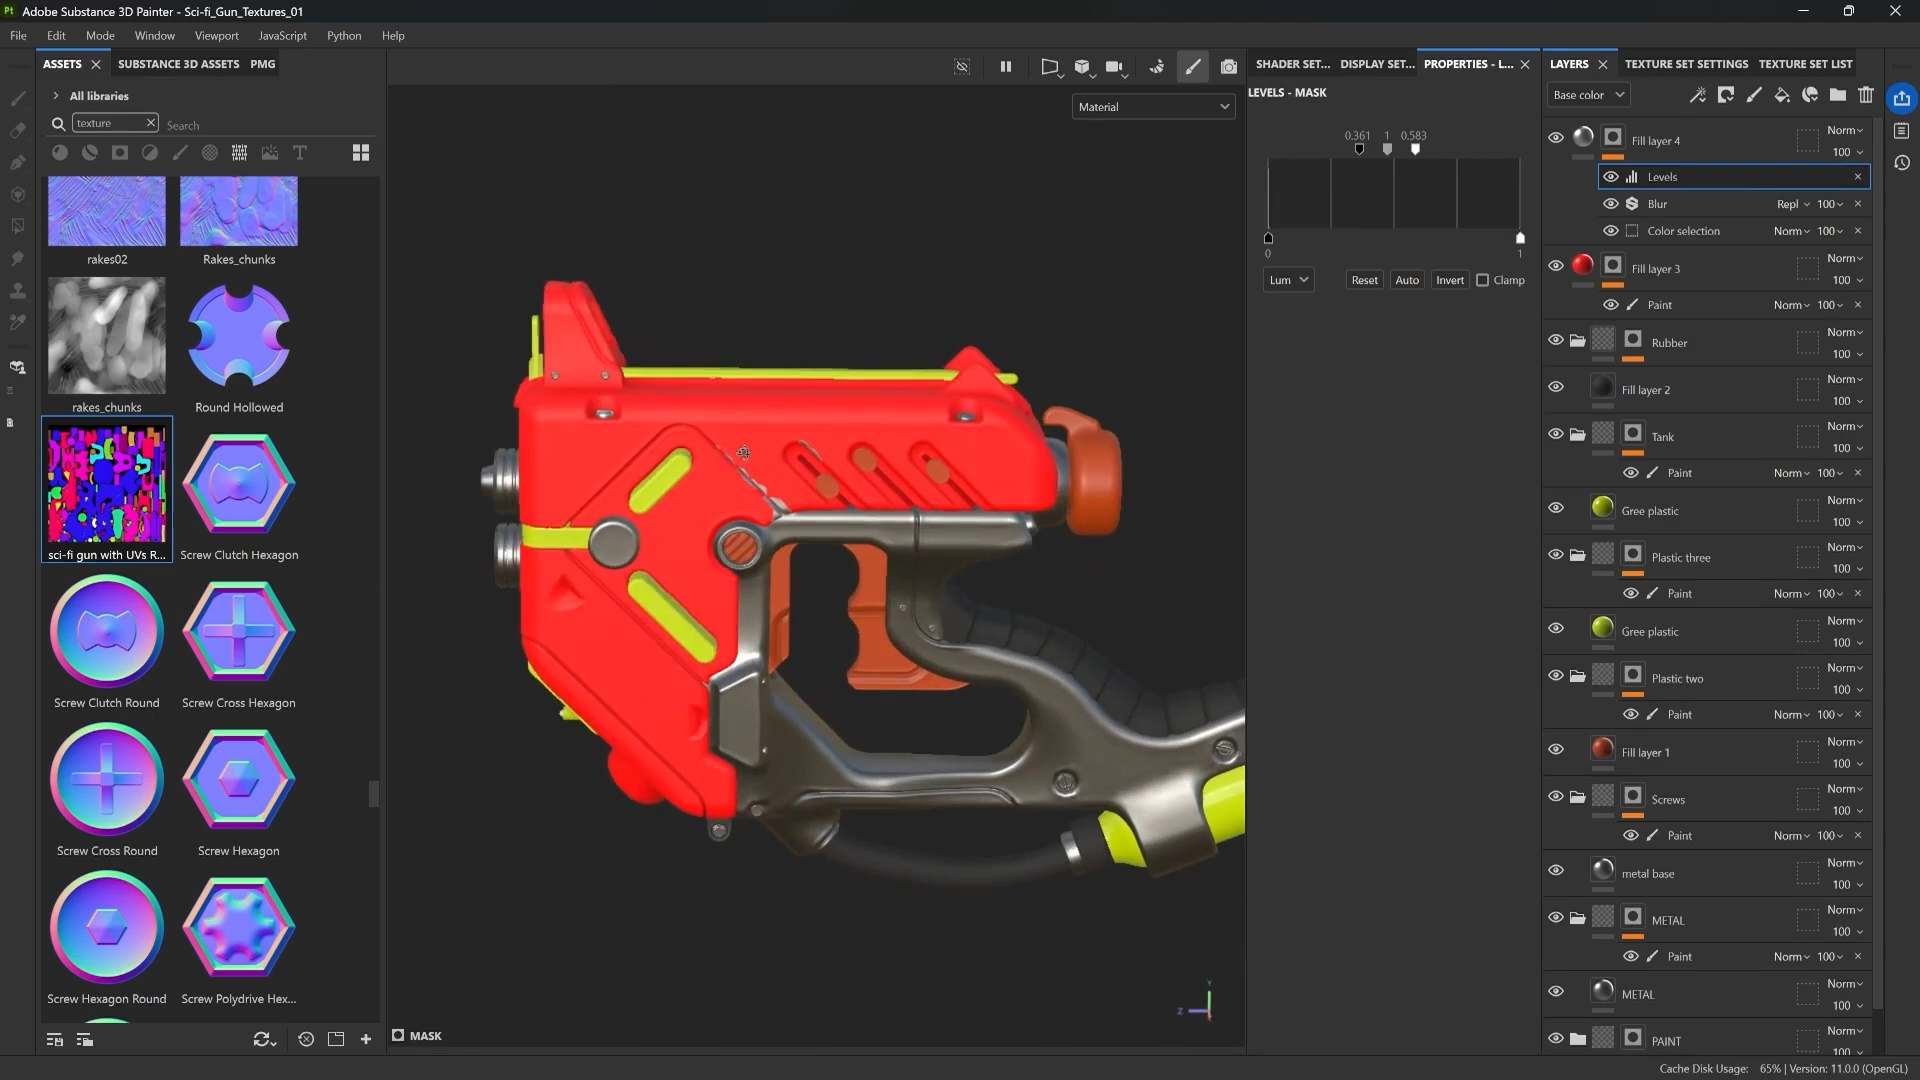 Pt Adobe Substance 3D Painter - Sci-fi_Gun_Textures_01
File Edit Mode Window Viewport JavaScript Python Help
ASSETS SUBSTANCE 3D ASSETS PMG
All libraries
texture Search
rakes02 Rakes_chunks
rakes_chunks Round Hollowed
sci-fi gun with UVs R... Screw Clutch Hexagon
Screw Clutch Round Screw Cross Hexagon
Screw Cross Round Screw Hexagon
Screw Hexagon Round Screw Polydrive Hex...
Material
MASK
Y
Z
SHADER SET... DISPLAY SET... PROPERTIES - L...
LEVELS - MASK
0.361 1 0.583
0 1
Lum Reset Auto Invert Clamp
LAYERS TEXTURE SET SETTINGS TEXTURE SET LIST
Base color
Fill layer 4 Norm 100
Levels
Blur Repl 100
Color selection Norm 100
Fill layer 3 Norm 100
Paint Norm 100
Rubber Norm 100
Fill layer 2 Norm 100
Tank Norm 100
Paint Norm 100
Gree plastic Norm 100
Plastic three Norm 100
Paint Norm 100
Gree plastic Norm 100
Plastic two Norm 100
Paint Norm 100
Fill layer 1 Norm 100
Screws Norm 100
Paint Norm 100
metal base Norm 100
METAL Norm 100
Paint Norm 100
METAL Norm 100
PAINT Norm 100
Cache Disk Usage: 65% | Version: 11.0.0 (OpenGL)